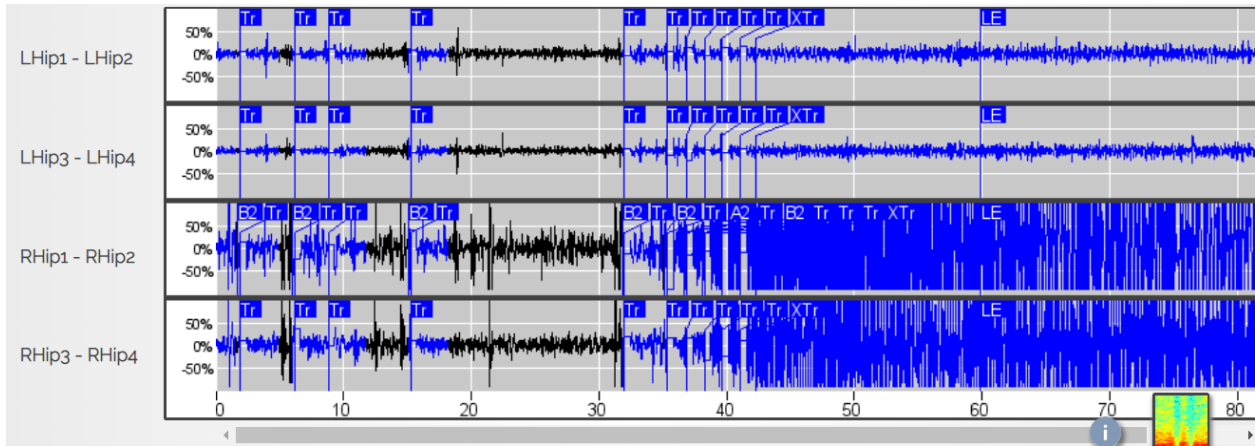 Tr Tr Tr Tr Tr Tr Tr Tr Tr Tr XTr LE
50%
0%
-50%
LHip1 - LHip2
Tr Tr Tr Tr Tr Tr Tr Tr Tr Tr XTr LE
50%
0%
-50%
LHip3 - LHip4
B2 Tr B2 Tr Tr B2 Tr B2 Tr B2 Tr A2 Tr B2 Tr Tr Tr XTr LE
50%
0%
-50%
RHip1 - RHip2
Tr Tr Tr Tr Tr Tr Tr Tr Tr Tr XTr LE
50%
0%
-50%
RHip3 - RHip4
0 10 20 30 40 50 60 70 80
i